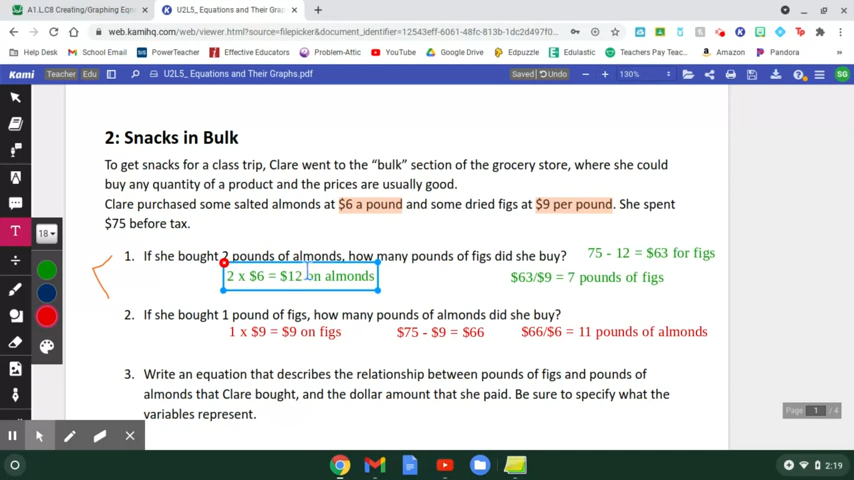 A1.L.C8 Creating/Graphing Equ
U2L5_ Equations and Their Graphs
web.kamihq.com/web/viewer.html?source=filepicker&document_identifier=12543eff-6061-48fc-813b-1dc2d497f0...
Help Desk School Email SIS PowerTeacher Effective Educators Problem-Attic YouTube Google Drive Edpuzzle Edulastic Teachers Pay Teac... Amazon Pandora
Kami Teacher Edu U2L5_ Equations and Their Graphs.pdf Saved Undo 130% SG
2: Snacks in Bulk
To get snacks for a class trip, Clare went to the “bulk” section of the grocery store, where she could
buy any quantity of a product and the prices are usually good.
Clare purchased some salted almonds at $6 a pound and some dried figs at $9 per pound. She spent
$75 before tax.
18
1. If she bought 2 pounds of almonds, how many pounds of figs did she buy? 75 - 12 = $63 for figs
2 x $6 = $12 on almonds $63/$9 = 7 pounds of figs
2. If she bought 1 pound of figs, how many pounds of almonds did she buy?
1 x $9 = $9 on figs $75 - $9 = $66 $66/$6 = 11 pounds of almonds
3. Write an equation that describes the relationship between pounds of figs and pounds of
almonds that Clare bought, and the dollar amount that she paid. Be sure to specify what the
variables represent.
Page 1 / 4
2:19